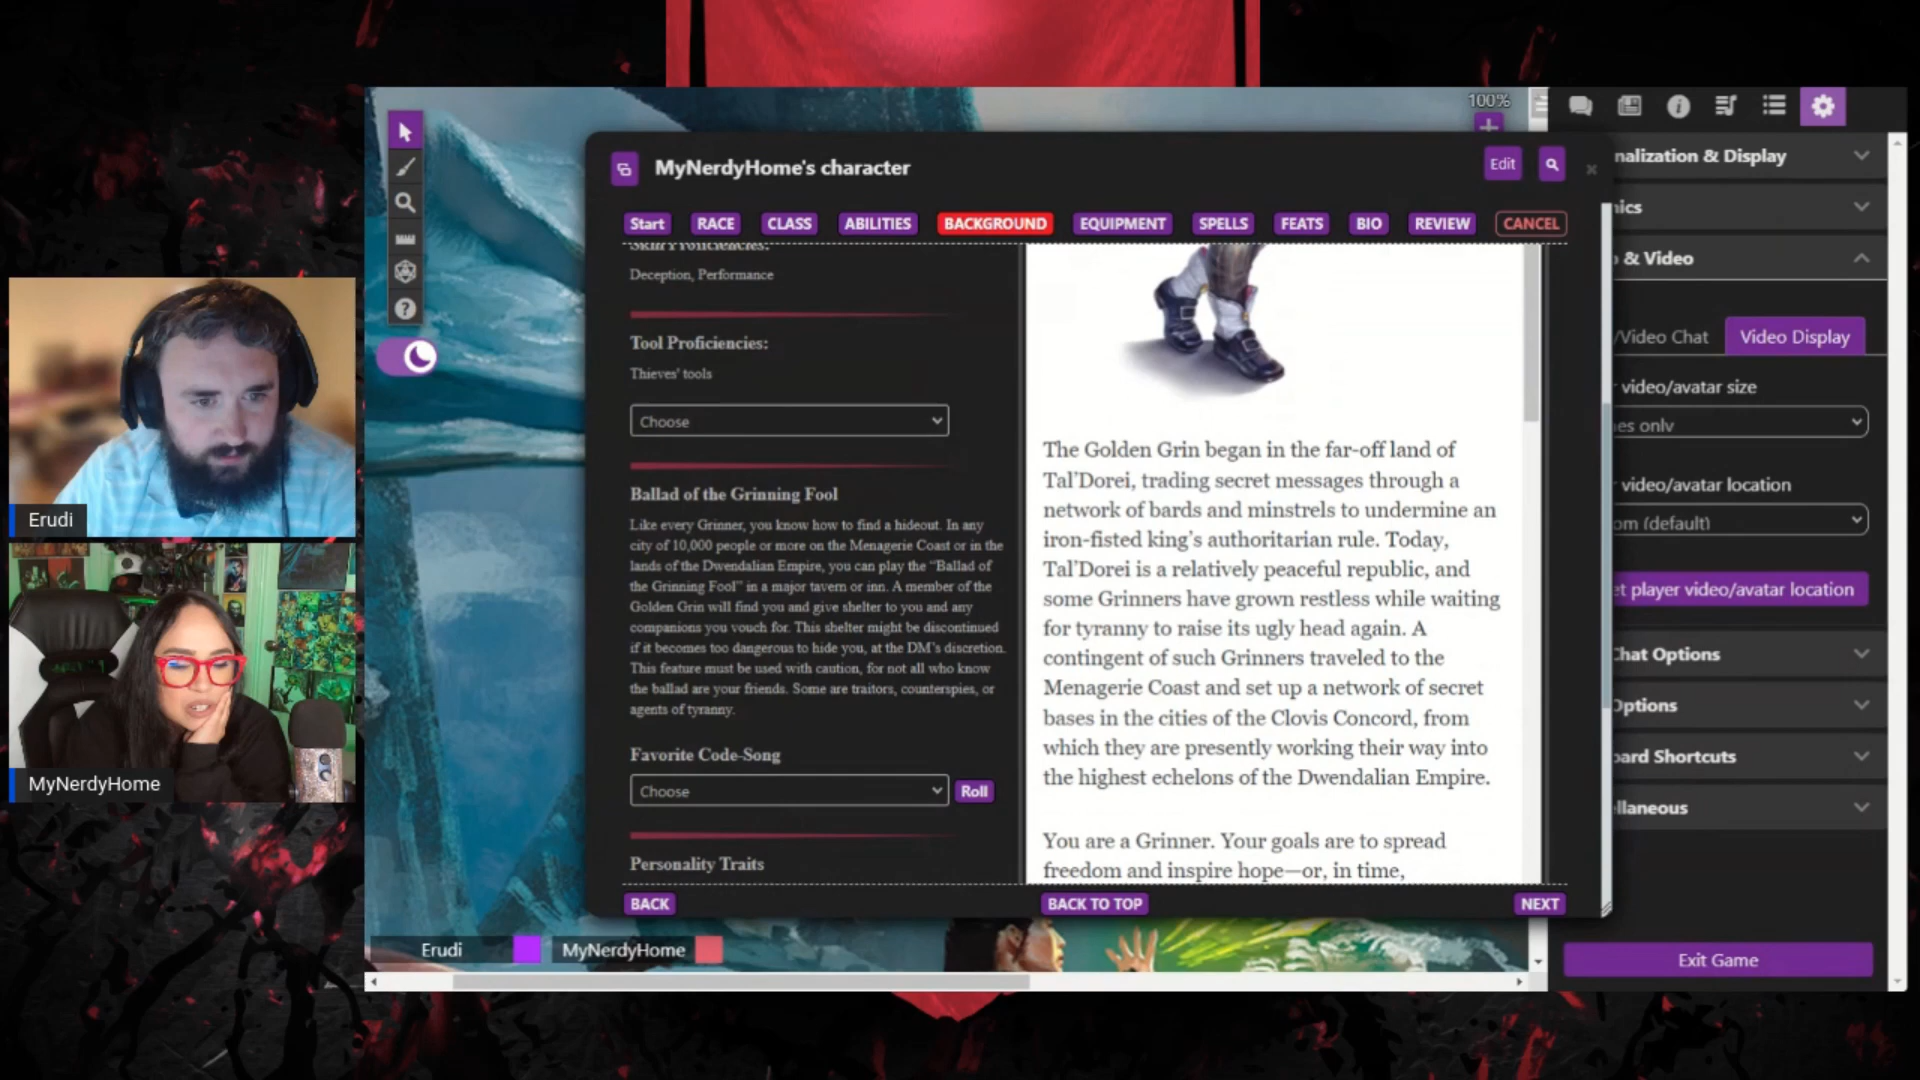 100%
MyNerdyHome's character
Edit
Start
RACE
CLASS
ABILITIES
BACKGROUND
EQUIPMENT
SPELLS
FEATS
BIO
REVIEW
CANCEL
Skill Proficiencies:
Deception, Performance
Tool Proficiencies:
Thieves' tools
Choose
Ballad of the Grinning Fool
Like every Grinner, you know how to find a hideout. In any
city of 10,000 people or more on the Menagerie Coast or in the
lands of the Dwendalian Empire, you can play the "Ballad of
the Grinning Fool" in a major tavern or inn. A member of the
Golden Grin will find you and give shelter to you and any
companions you vouch for. This shelter might be discontinued
if it becomes too dangerous to hide you, at the DM's discretion.
This feature must be used with caution, for not all who know
the ballad are your friends. Some are traitors, counterspies, or
agents of tyranny.
Favorite Code-Song
Choose
Roll
Personality Traits
The Golden Grin began in the far-off land of
Tal'Dorei, trading secret messages through a
network of bards and minstrels to undermine an
iron-fisted king's authoritarian rule. Today,
Tal'Dorei is a relatively peaceful republic, and
some Grinners have grown restless while waiting
for tyranny to raise its ugly head again. A
contingent of such Grinners traveled to the
Menagerie Coast and set up a network of secret
bases in the cities of the Clovis Concord, from
which they are presently working their way into
the highest echelons of the Dwendalian Empire.
You are a Grinner. Your goals are to spread
freedom and inspire hope—or, in time,
BACK
BACK TO TOP
NEXT
nalization & Display
nics
& Video
/Video Chat
Video Display
video/avatar size
es only
video/avatar location
om (default)
et player video/avatar location
Chat Options
Options
oard Shortcuts
ellaneous
Exit Game
Erudi
MyNerdyHome
Erudi
MyNerdyHome